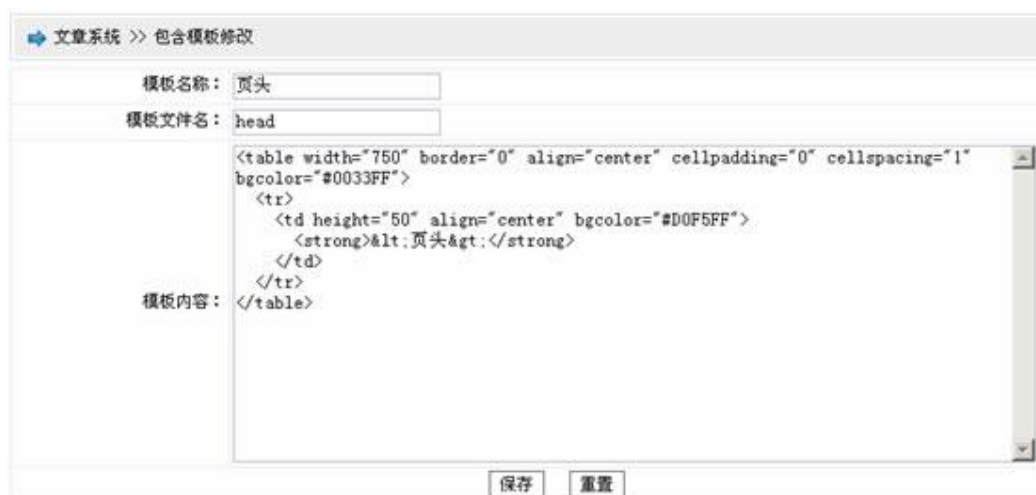 文章系统 >> 包含模板修改
模板名称： 页头
模板文件名： head
<table width="750" border="0" align="center" cellpadding="0" cellspacing="1"
bgcolor="#0033FF">
<tr>
<td height="50" align="center" bgcolor="#D0F5FF">
<strong>&lt;页头&gt;</strong>
</td>
</tr>
模板内容： </table>
保存 重置